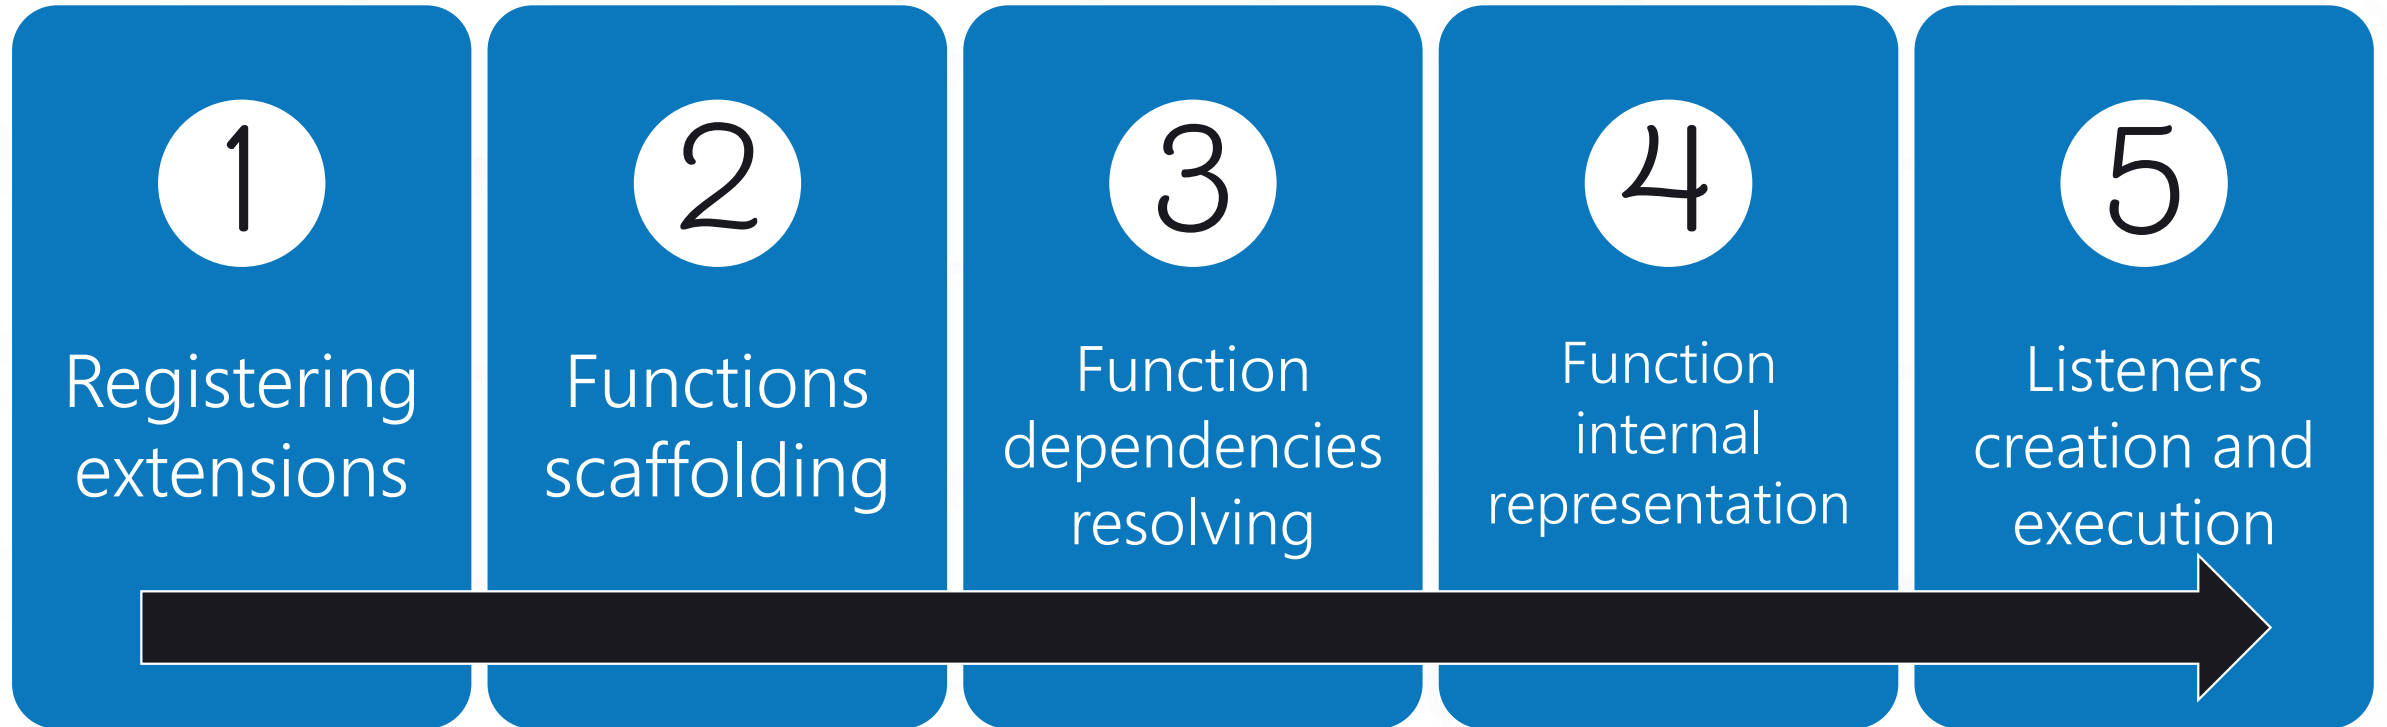 1
Registering
extensions
2
Functions
scaffolding
3
Function
dependencies
resolving
4
Function
internal
representation
5
Listeners
creation and
execution